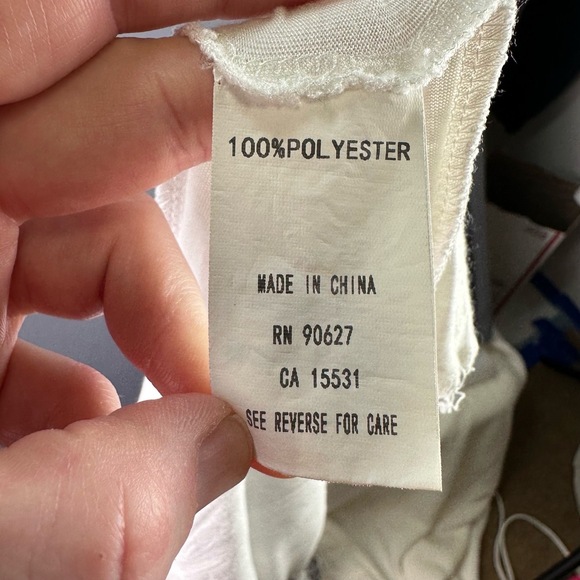 100%POLYESTER
MADE IN CHINA
RN 90627
CA 15531
SEE REVERSE FOR CARE